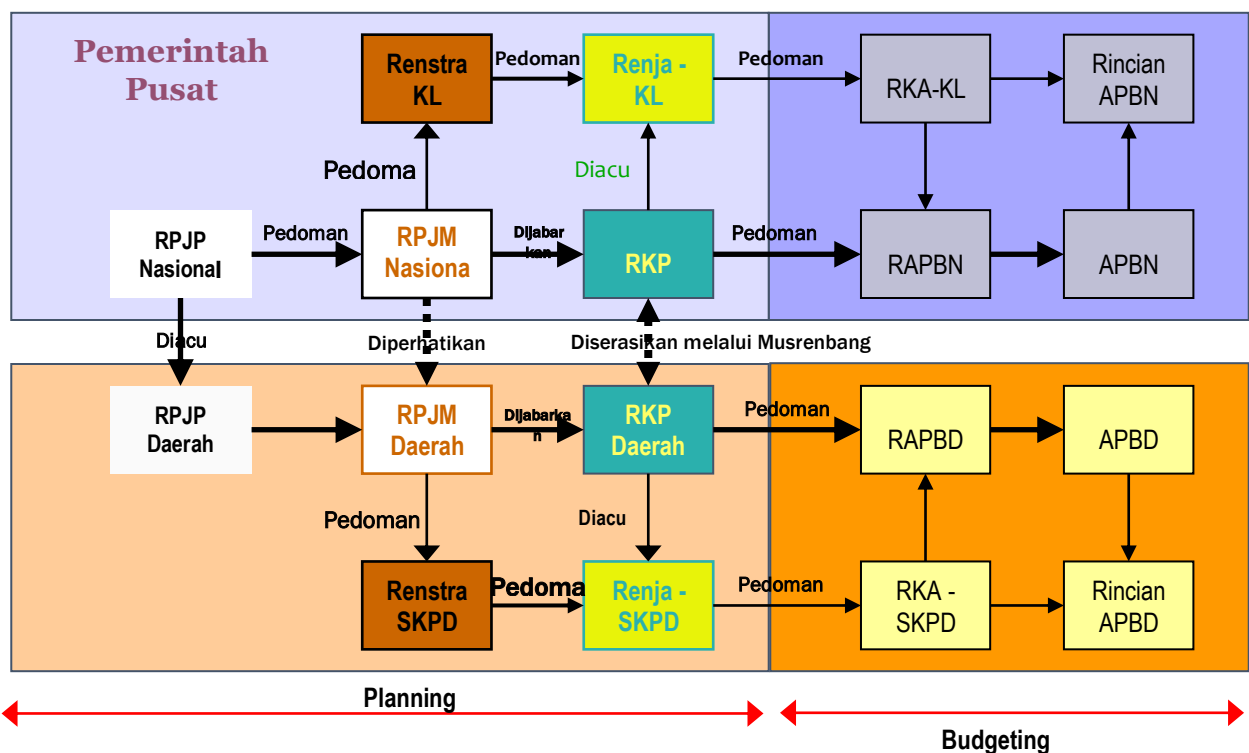 Pemerintah
Pusat
Renstra
KL
Pedoman
Renja -
KL
Pedoman
RKA-KL
Rincian
APBN
Pedoma
Diacu
RPJP
Nasional
Pedoman
RPJM
Nasiona
Dijabar
kan
RKP
Pedoman
RAPBN
APBN
Diacu
Diperhatikan
Diserasikan melalui Musrenbang
RPJP
Daerah
RPJM
Daerah
Dijabarka
n
RKP
Daerah
Pedoman
RAPBD
APBD
Pedoman
Diacu
Renstra
SKPD
Pedoma
Renja -
SKPD
Pedoman
RKA -
SKPD
Rincian
APBD
Planning
Budgeting